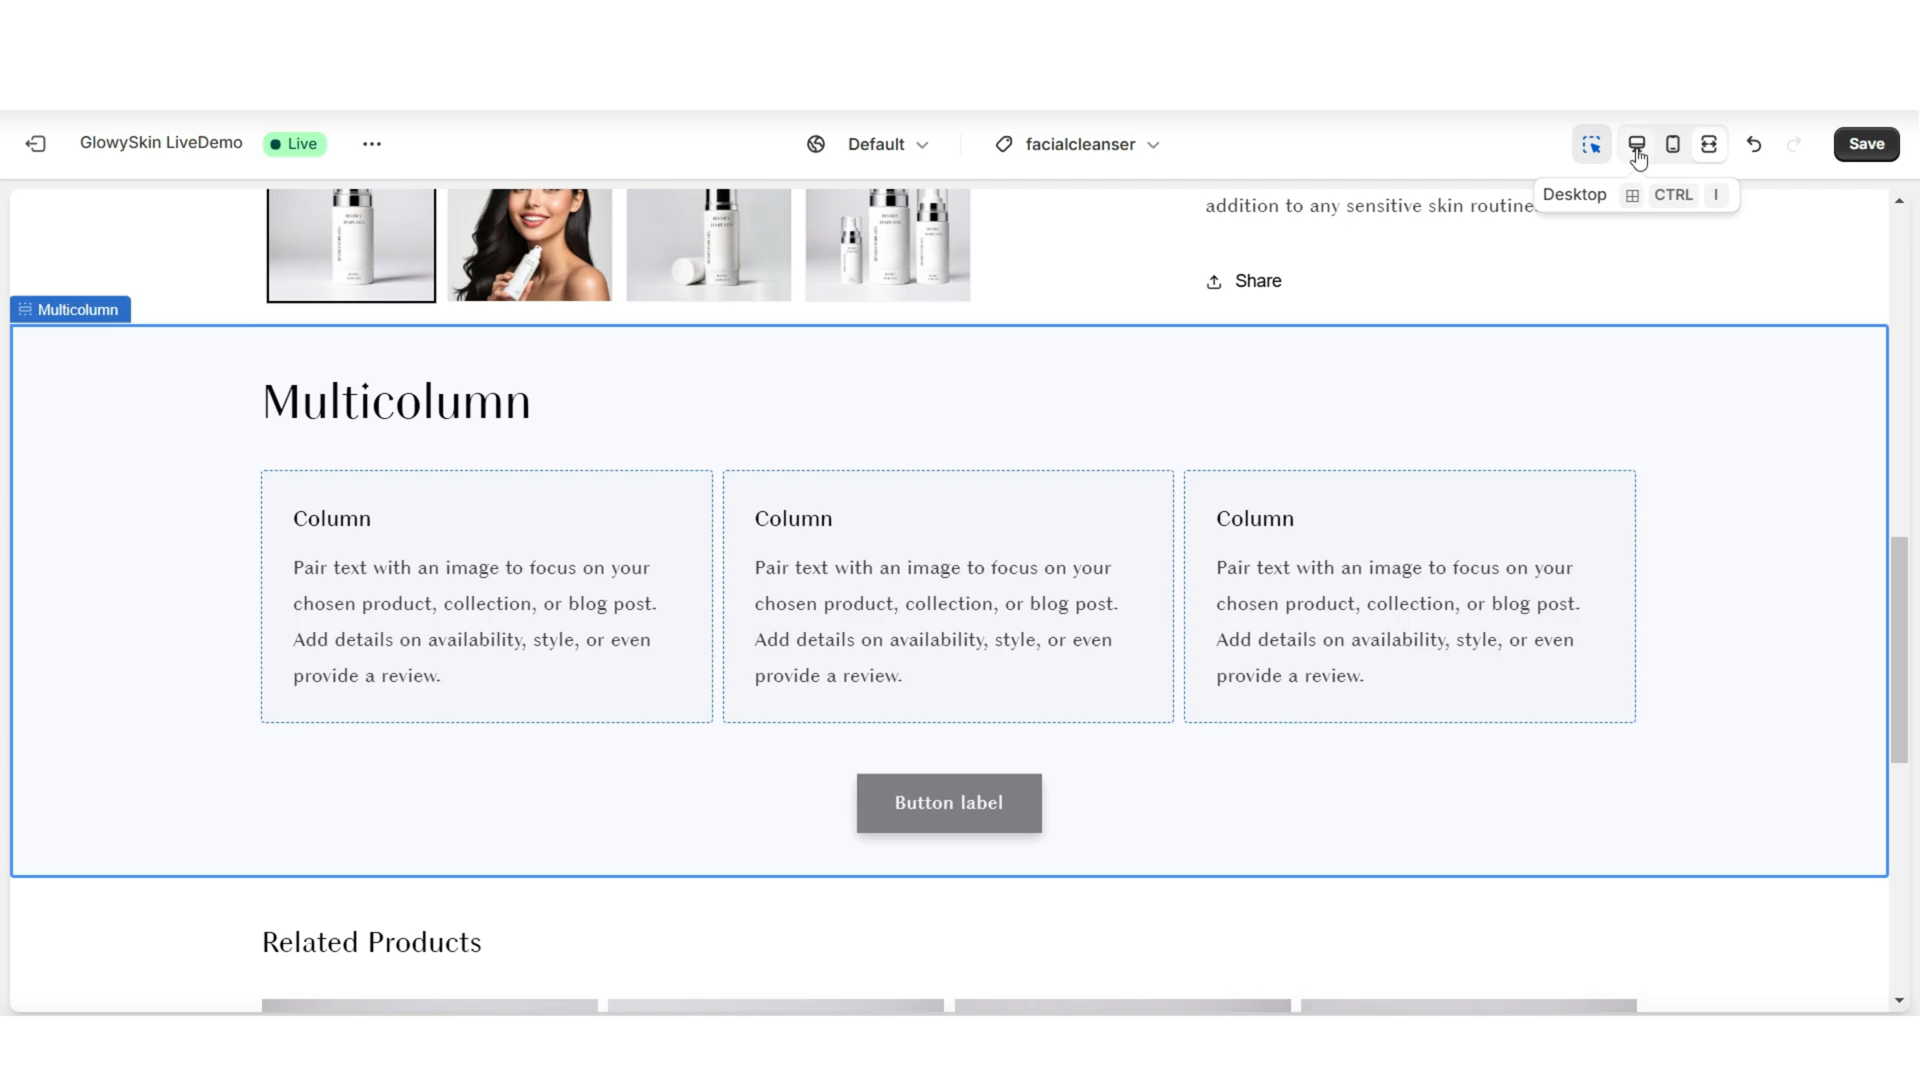 GlowySkin LiveDemo
Live
Default
facialcleanser
Save
Desktop CTRL I
addition to any sensitive skin routine
Share
Multicolumn
Multicolumn
Column
Pair text with an image to focus on your
chosen product, collection, or blog post.
Add details on availability, style, or even
provide a review.
Column
Pair text with an image to focus on your
chosen product, collection, or blog post.
Add details on availability, style, or even
provide a review.
Column
Pair text with an image to focus on your
chosen product, collection, or blog post.
Add details on availability, style, or even
provide a review.
Button label
Related Products